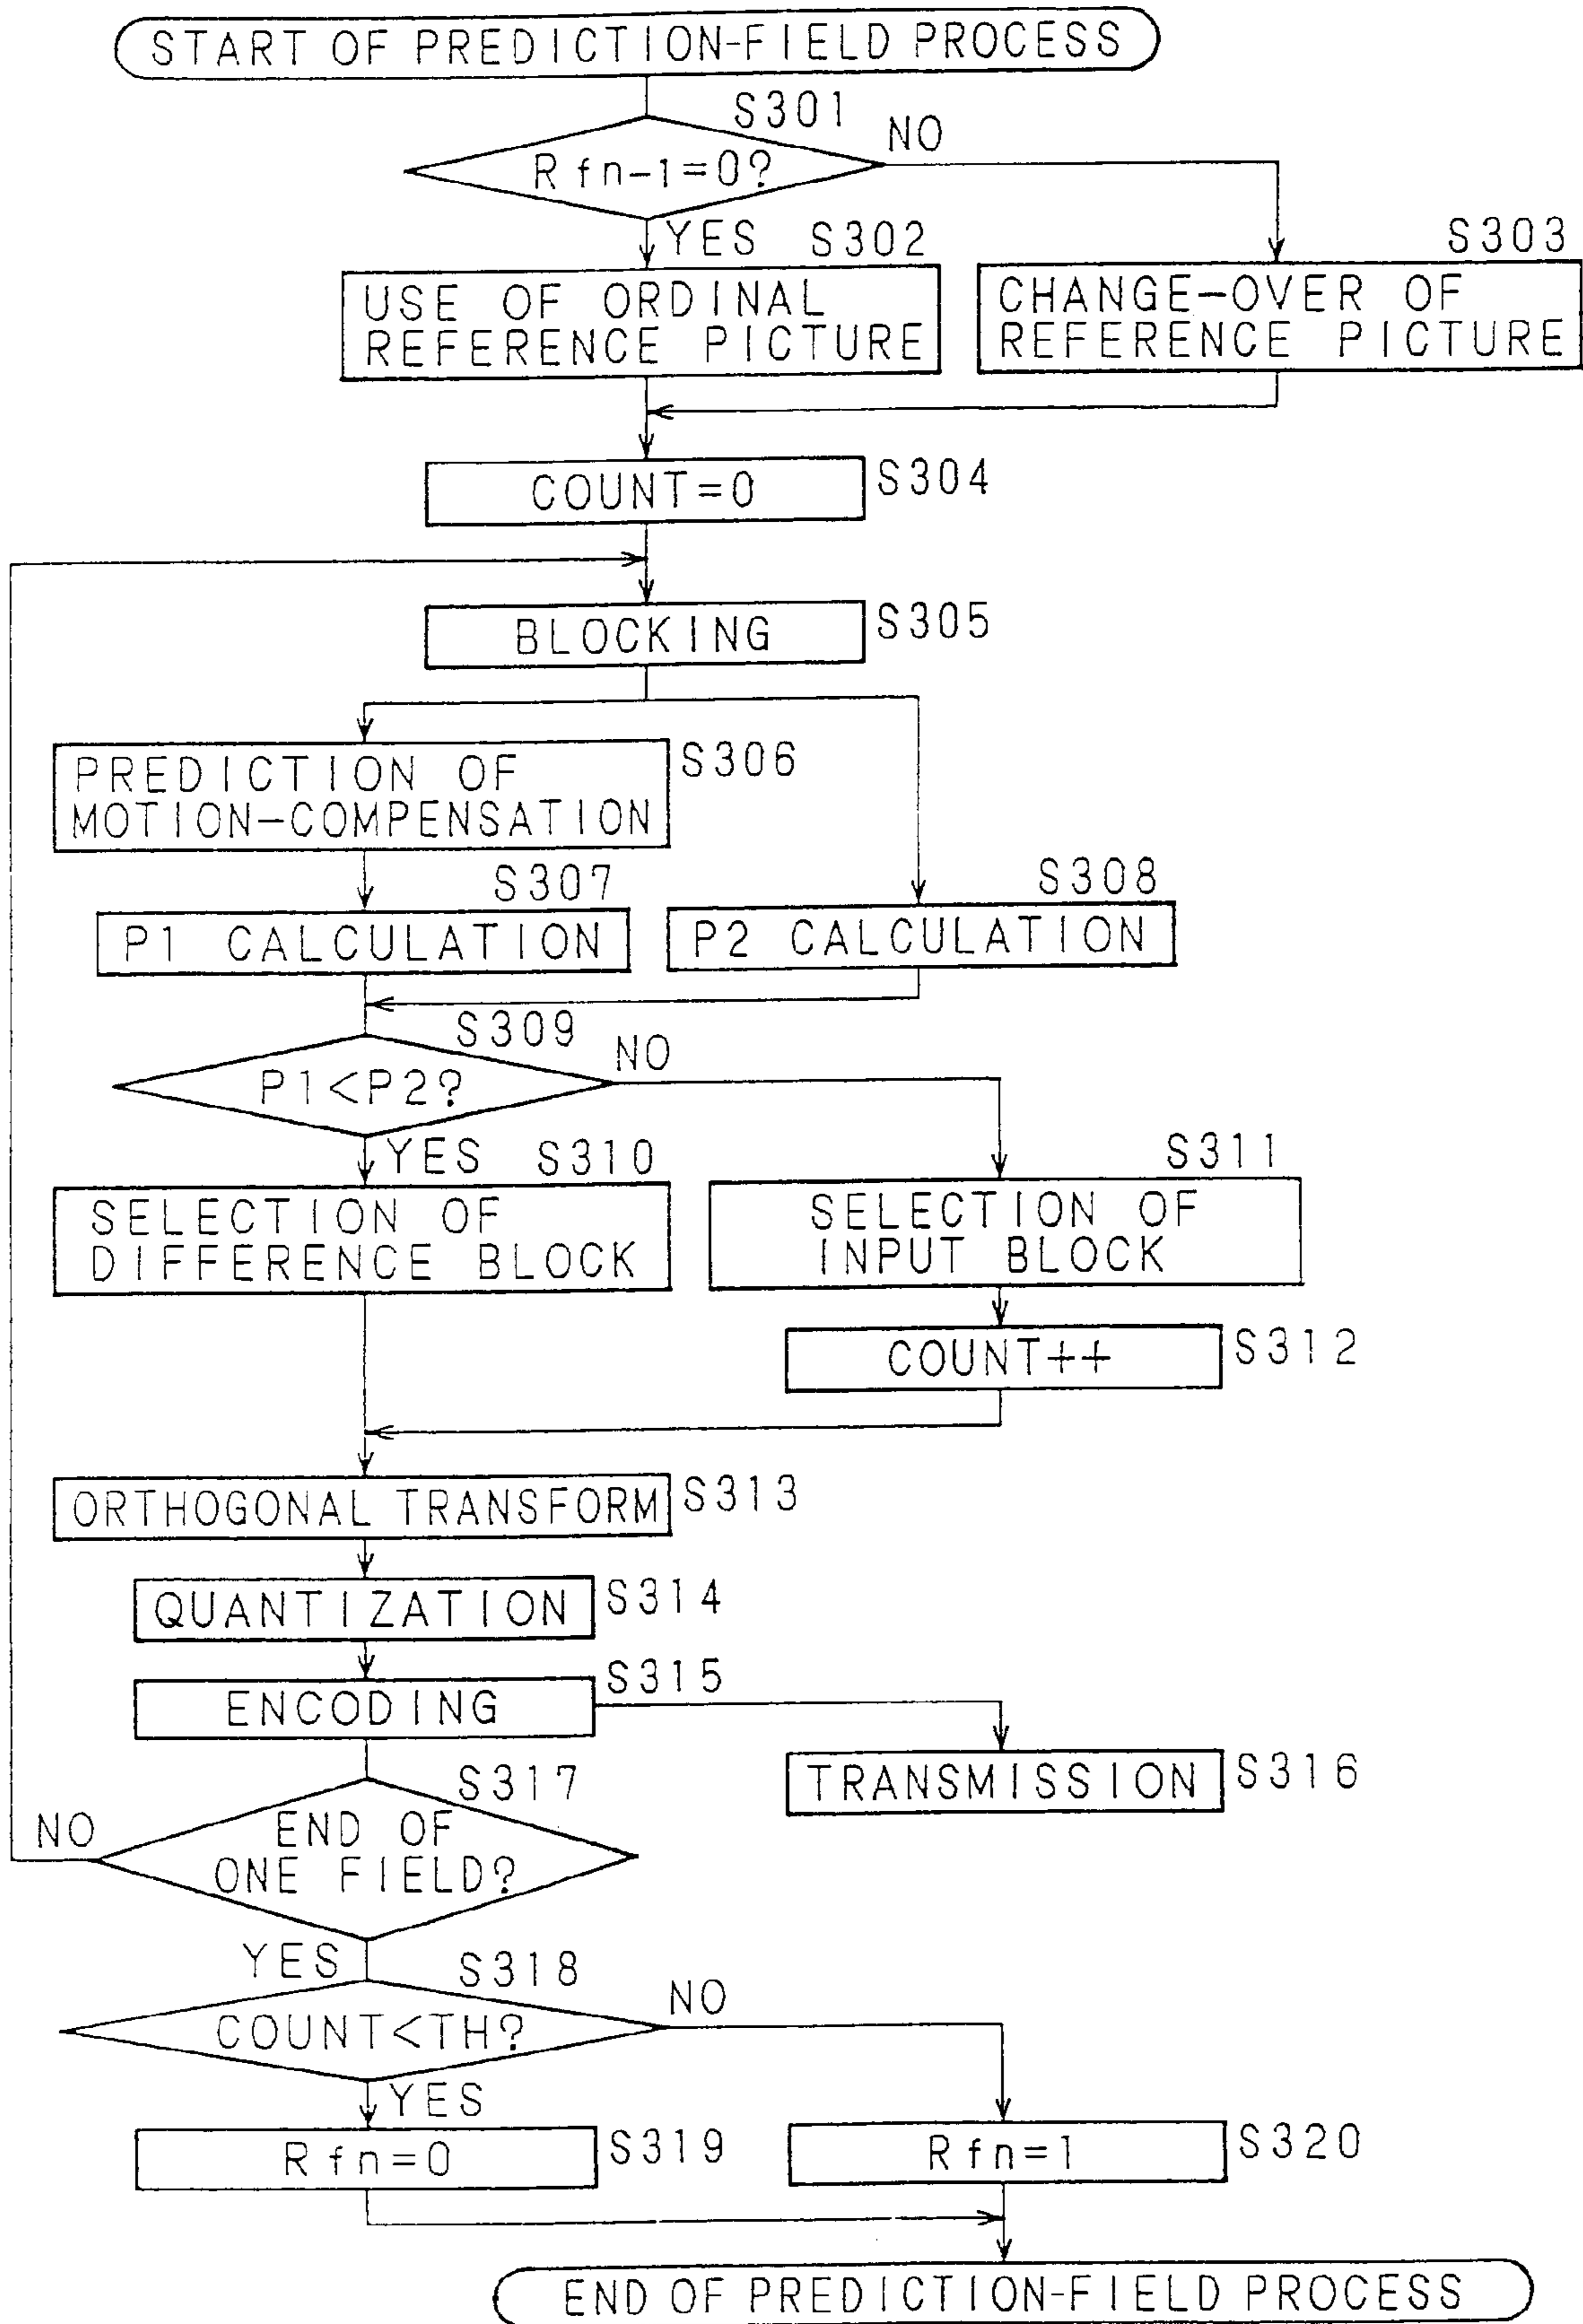 START OF PREDICTION-FIELD PROCESS
S301
Rfn-1=0?
NO
YES
S302
S303
USE OF ORDINAL
REFERENCE PICTURE
CHANGE-OVER OF
REFERENCE PICTURE
COUNT=0
S304
BLOCKING
S305
PREDICTION OF
MOTION-COMPENSATION
S306
S307
P1 CALCULATION
S308
P2 CALCULATION
S309
P1<P2?
NO
YES
S310
SELECTION OF
DIFFERENCE BLOCK
S311
SELECTION OF
INPUT BLOCK
COUNT++
S312
ORTHOGONAL TRANSFORM
S313
QUANTIZATION
S314
ENCODING
S315
TRANSMISSION
S316
S317
END OF
ONE FIELD?
NO
YES
S318
COUNT<TH?
NO
YES
Rfn=0
S319
Rfn=1
S320
END OF PREDICTION-FIELD PROCESS